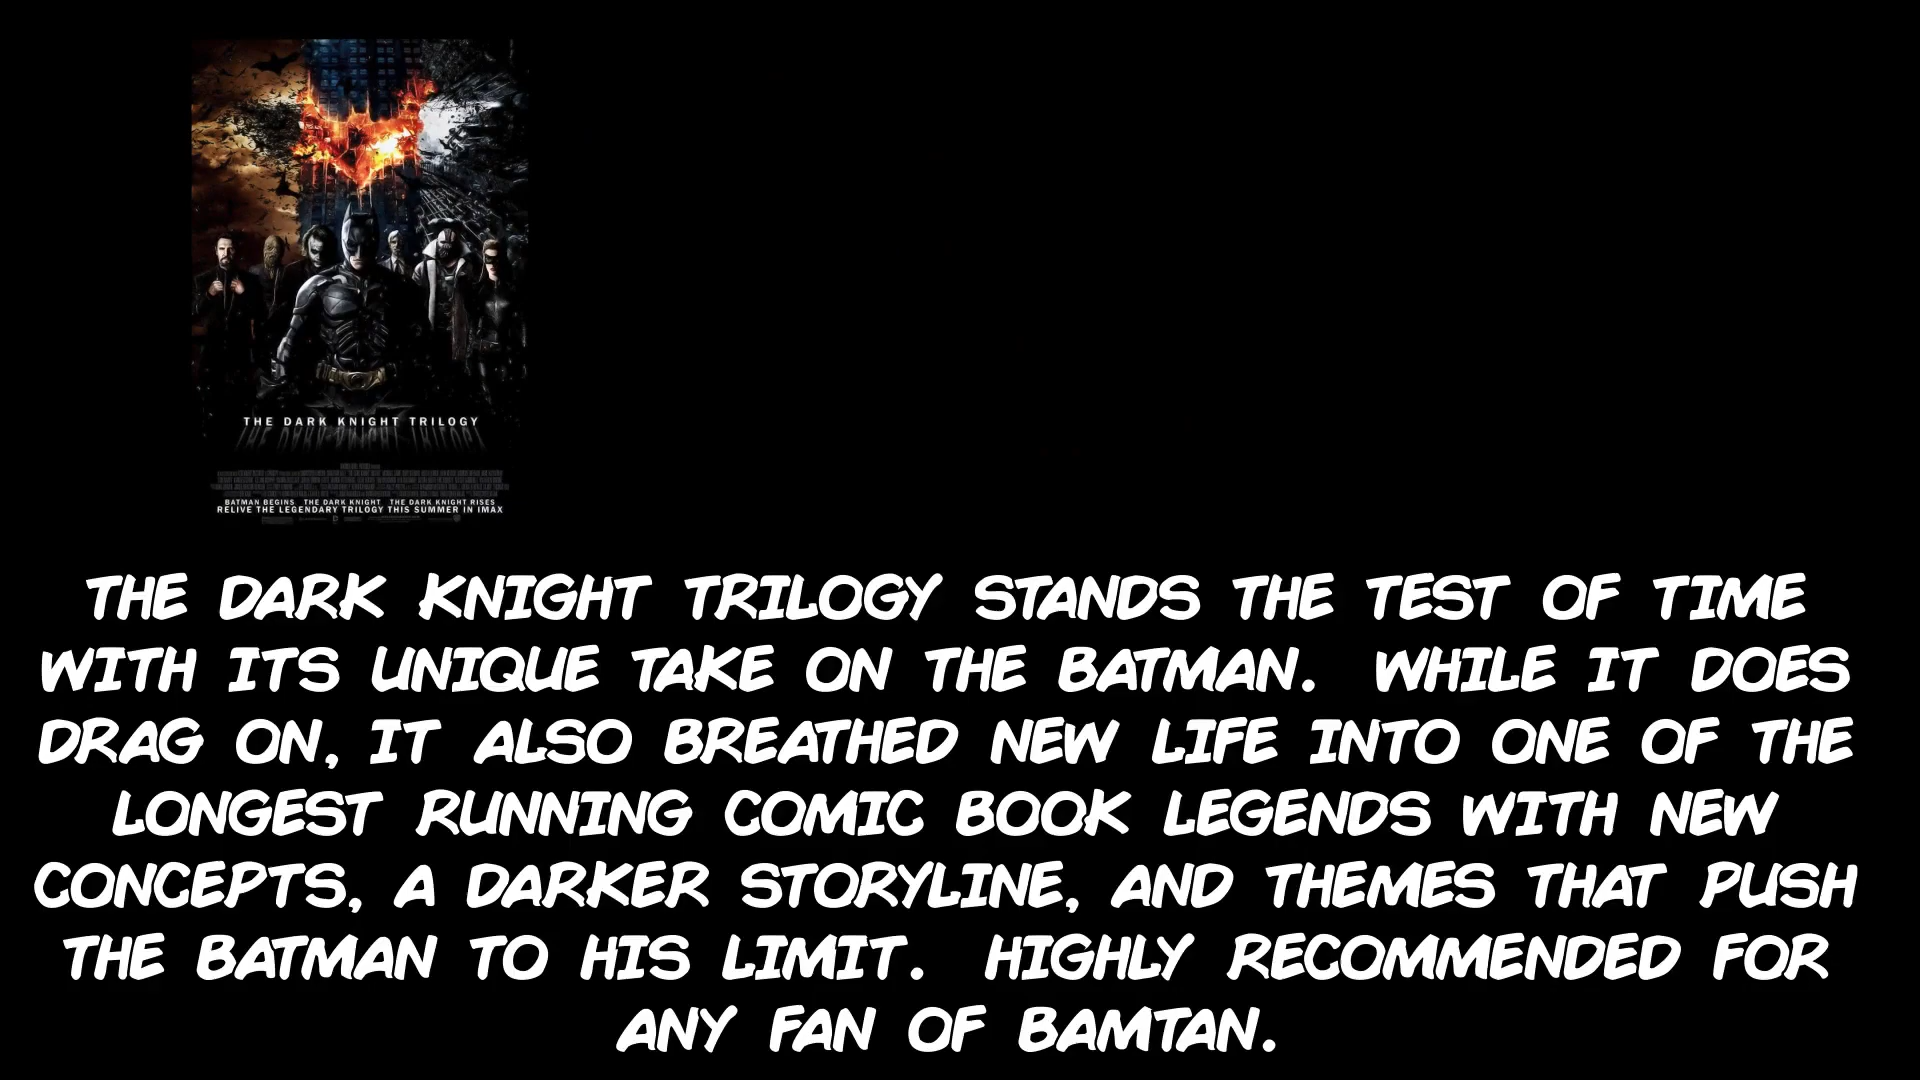 THE DARK KNIGHT TRILOGY
BATMAN BEGINS THE DARK KNIGHT THE DARK KNIGHT RISES
RELIVE THE LEGENDARY TRILOGY THIS SUMMER IN IMAX
THE DARK KNIGHT TRILOGY STANDS THE TEST OF TIME
WITH ITS UNIQUE TAKE ON THE BATMAN. WHILE IT DOES
DRAG ON, IT ALSO BREATHED NEW LIFE INTO ONE OF THE
LONGEST RUNNING COMIC BOOK LEGENDS WITH NEW
CONCEPTS, A DARKER STORYLINE, AND THEMES THAT PUSH
THE BATMAN TO HIS LIMIT. HIGHLY RECOMMENDED FOR
ANY FAN OF BAMTAN.